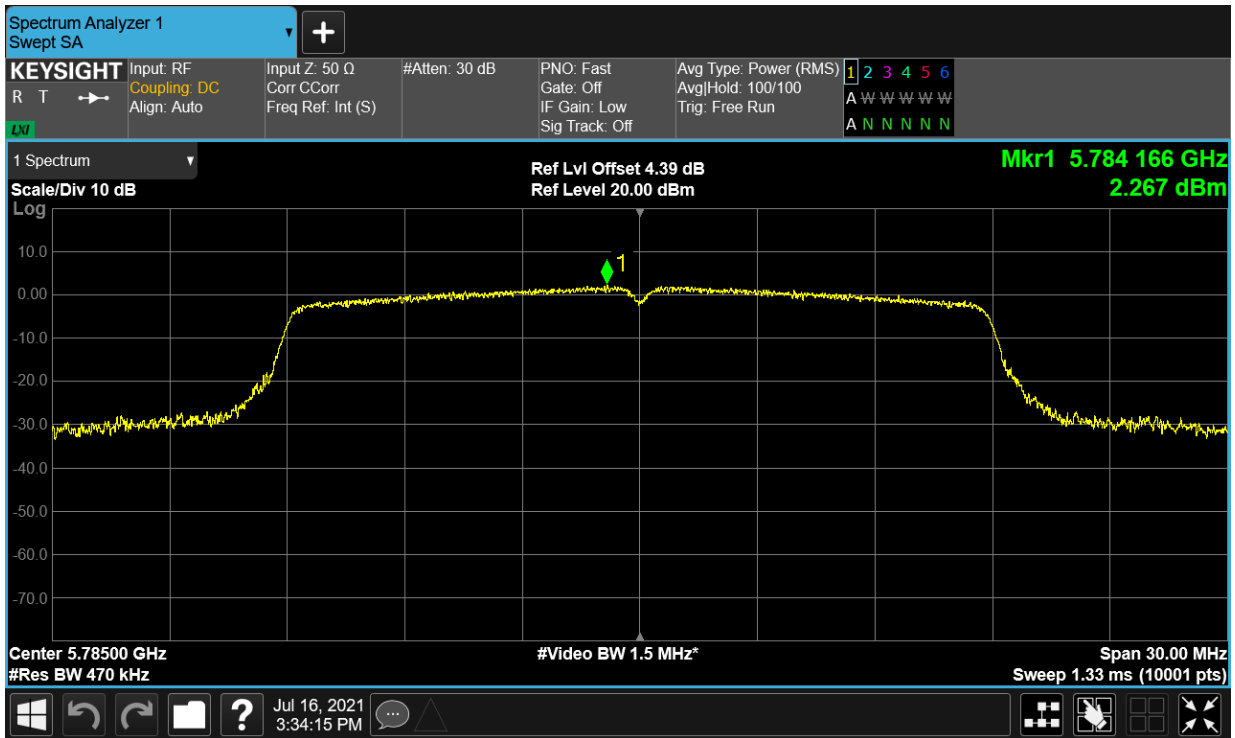 Spectrum Analyzer 1
Swept SA
▼
+
KEYSIGHT
R T
LXI
Input: RF
Coupling: DC
Align: Auto
Input Z: 50 Ω
Corr CCorr
Freq Ref: Int (S)
#Atten: 30 dB
PNO: Fast
Gate: Off
IF Gain: Low
Sig Track: Off
Avg Type: Power (RMS)
Avg|Hold: 100/100
Trig: Free Run
1 2 3 4 5 6
A W W W W W
A N N N N N
1 Spectrum ▼
Scale/Div 10 dB
Log
Ref Lvl Offset 4.39 dB
Ref Level 20.00 dBm
Mkr1 5.784 166 GHz
2.267 dBm
10.0
1
0.00
-10.0
-20.0
-30.0
-40.0
-50.0
-60.0
-70.0
Center 5.78500 GHz
#Res BW 470 kHz
#Video BW 1.5 MHz*
Span 30.00 MHz
Sweep 1.33 ms (10001 pts)
?
Jul 16, 2021
3:34:15 PM